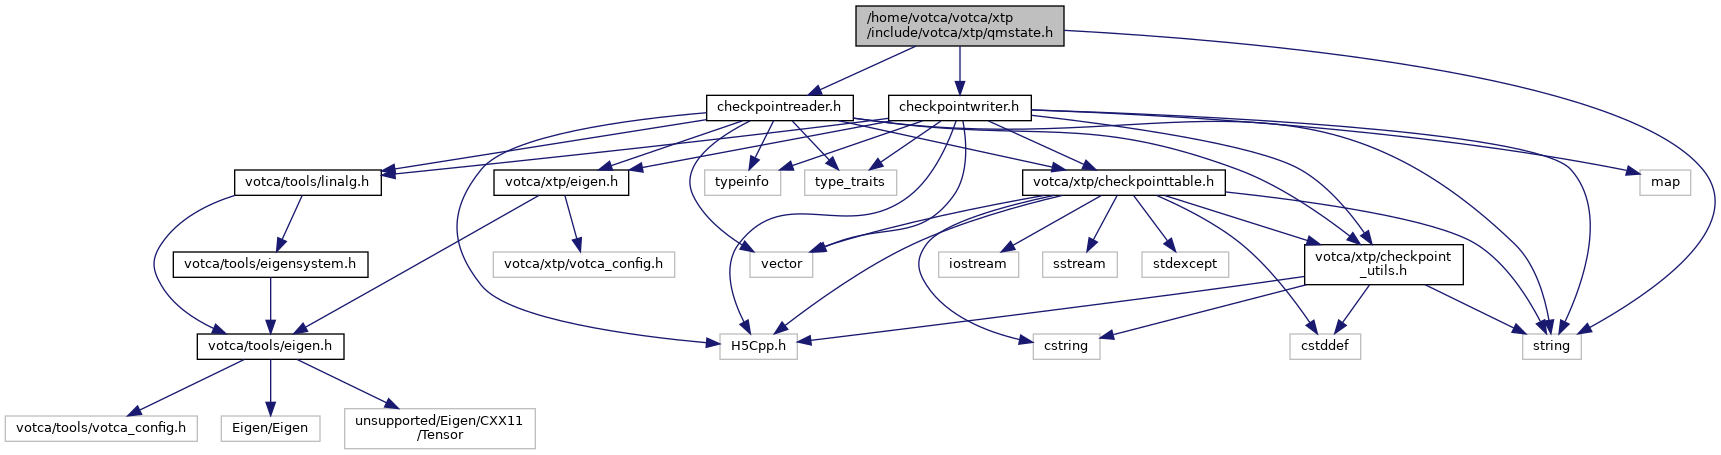 /home/votca/votca/xtp
/include/votca/xtp/qmstate.h
checkpointreader.h
checkpointwriter.h
votca/tools/linalg.h
votca/xtp/eigen.h
typeinfo
type_traits
votca/xtp/checkpointtable.h
map
votca/tools/eigensystem.h
votca/xtp/votca_config.h
vector
iostream
sstream
stdexcept
votca/xtp/checkpoint
_utils.h
votca/tools/eigen.h
H5Cpp.h
cstring
cstddef
string
votca/tools/votca_config.h
Eigen/Eigen
unsupported/Eigen/CXX11
/Tensor